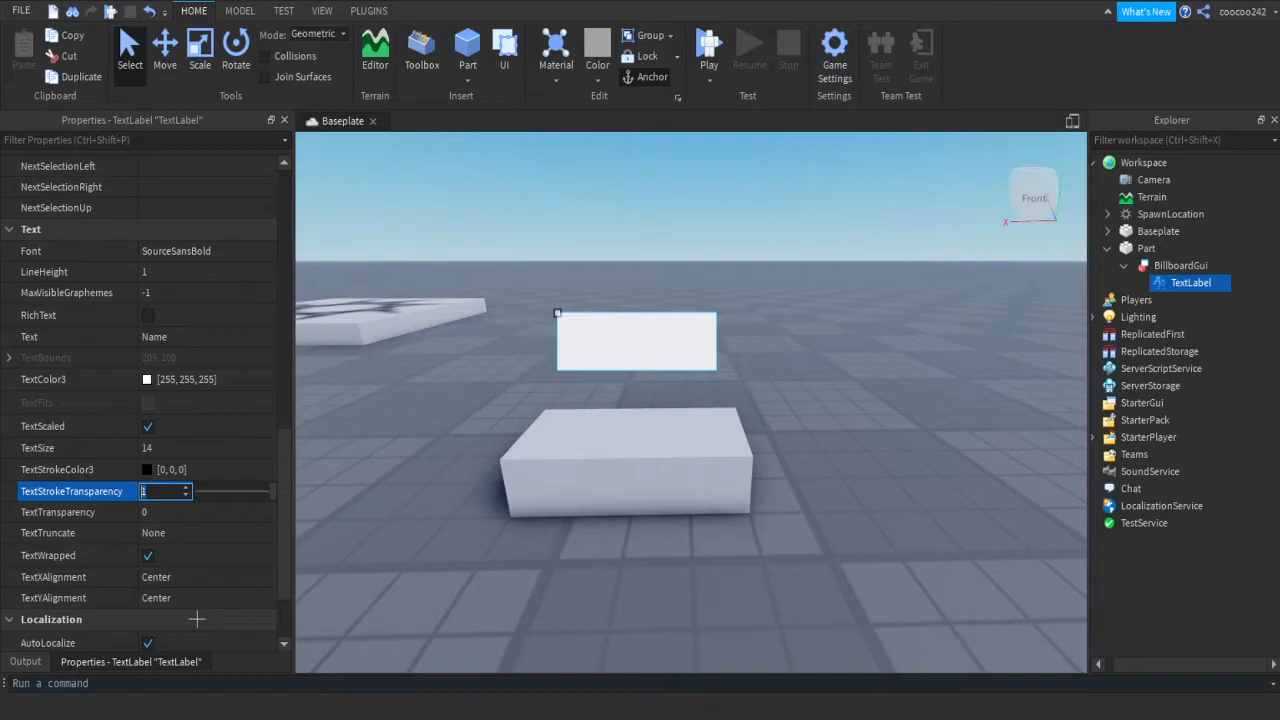 FILE HOME MODEL TEST VIEW PLUGINS What's New coocoo242
Paste Copy Cut Duplicate Select Move Scale Rotate Mode: Geometric Collisions Join Surfaces Editor Toolbox Part UI Material Color Group Lock Anchor Play Resume Stop Game Settings Team Test Exit Game
Clipboard Tools Terrain Insert Edit Test Settings Team Test
Properties - TextLabel "TextLabel"
Filter Properties (Ctrl+Shift+P)
NextSelectionLeft
NextSelectionRight
NextSelectionUp
Text
Font SourceSansBold
LineHeight 1
MaxVisibleGraphemes -1
RichText
Text Name
TextBounds 205, 100
TextColor3 [255,255,255]
TextFits
TextScaled
TextSize 14
TextStrokeColor3 [0,0,0]
TextStrokeTransparency 1
TextTransparency 0
TextTruncate None
TextWrapped
TextXAlignment Center
TextYAlignment Center
Localization
AutoLocalize
Output Properties - TextLabel "TextLabel"
Run a command
Baseplate
Front
X
Explorer
Filter workspace (Ctrl+Shift+X)
Workspace
Camera
Terrain
SpawnLocation
Baseplate
Part
BillboardGui
TextLabel
Players
Lighting
ReplicatedFirst
ReplicatedStorage
ServerScriptService
ServerStorage
StarterGui
StarterPack
StarterPlayer
Teams
SoundService
Chat
LocalizationService
TestService